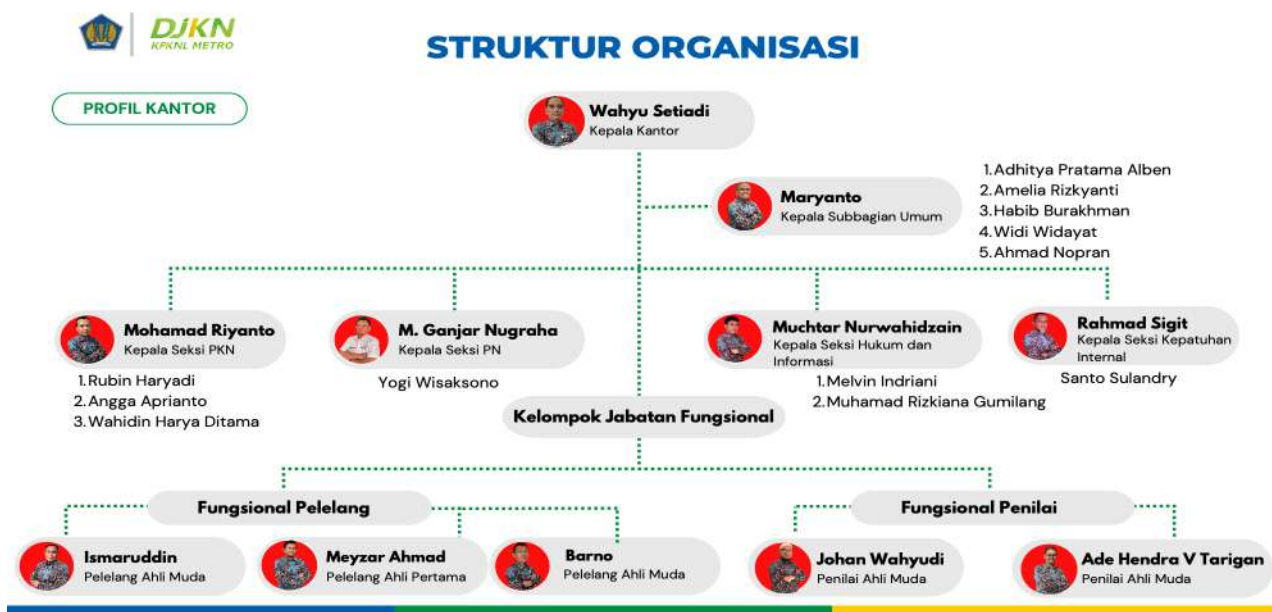 DJKN
KPKNL METRO
STRUKTUR ORGANISASI
PROFIL KANTOR
Wahyu Setiadi
Kepala Kantor
Maryanto
Kepala Subbagian Umum
1.Adhitya Pratama Alben
2.Amelia Rizkyanti
3.Habib Burakhman
4.Widi Widayat
5.Ahmad Nopran
Mohamad Riyanto
Kepala Seksi PKN
1.Rubin Haryadi
2.Angga Aprianto
3.Wahidin Harya Ditama
M. Ganjar Nugraha
Kepala Seksi PN
Yogi Wisaksono
Muchtar Nurwahidzain
Kepala Seksi Hukum dan
Informasi
1.Melvin Indriani
2.Muhamad Rizkiana Gumilang
Rahmad Sigit
Kepala Seksi Kepatuhan
Internal
Santo Sulandry
Kelompok Jabatan Fungsional
Fungsional Pelelang
Fungsional Penilai
Ismaruddin
Pelelang Ahli Muda
Meyzar Ahmad
Pelelang Ahli Pertama
Barno
Pelelang Ahli Muda
Johan Wahyudi
Penilai Ahli Muda
Ade Hendra V Tarigan
Penilai Ahli Muda